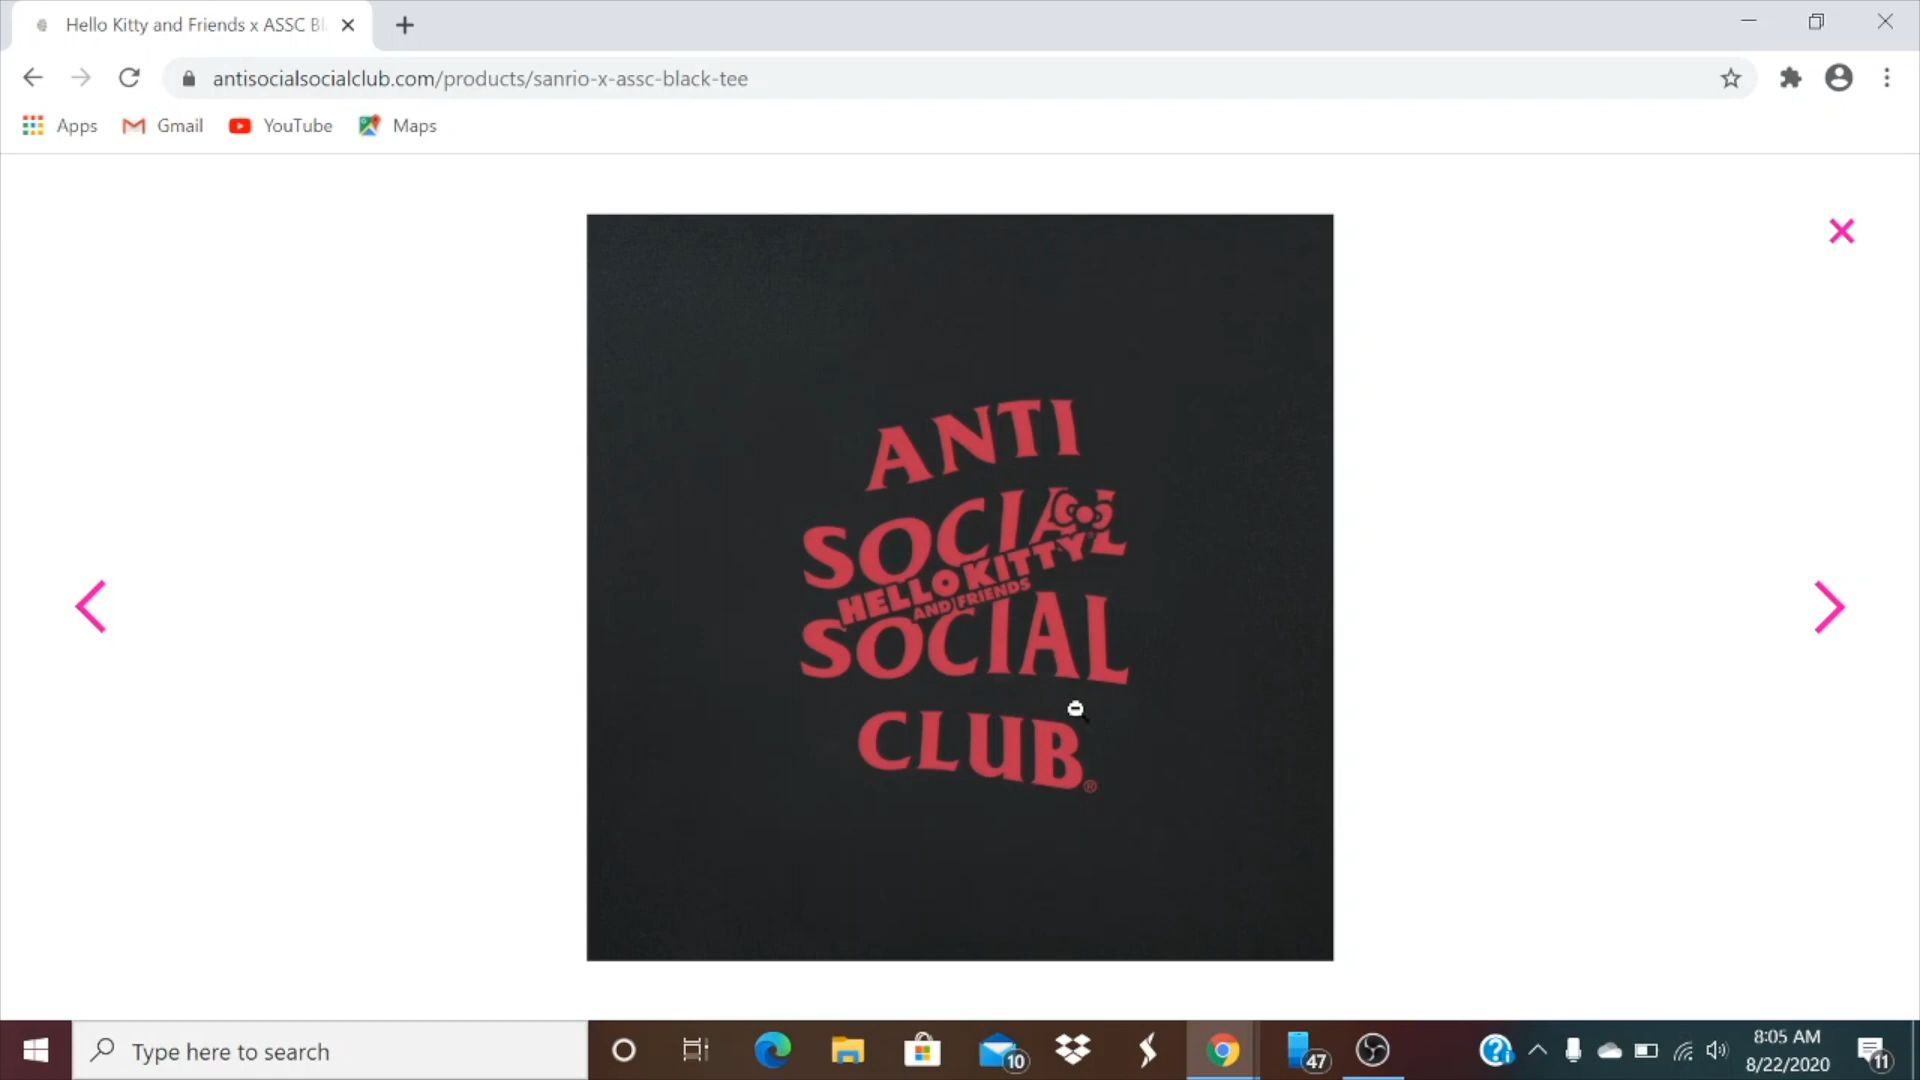 Hello Kitty and Friends x ASSC Bl
antisocialsocialclub.com/products/sanrio-x-assc-black-tee
Apps Gmail YouTube Maps
ANTI
SOCIAL
HELLO KITTY
AND FRIENDS
SOCIAL
CLUB®
Type here to search
10
47
8:05 AM
8/22/2020
11